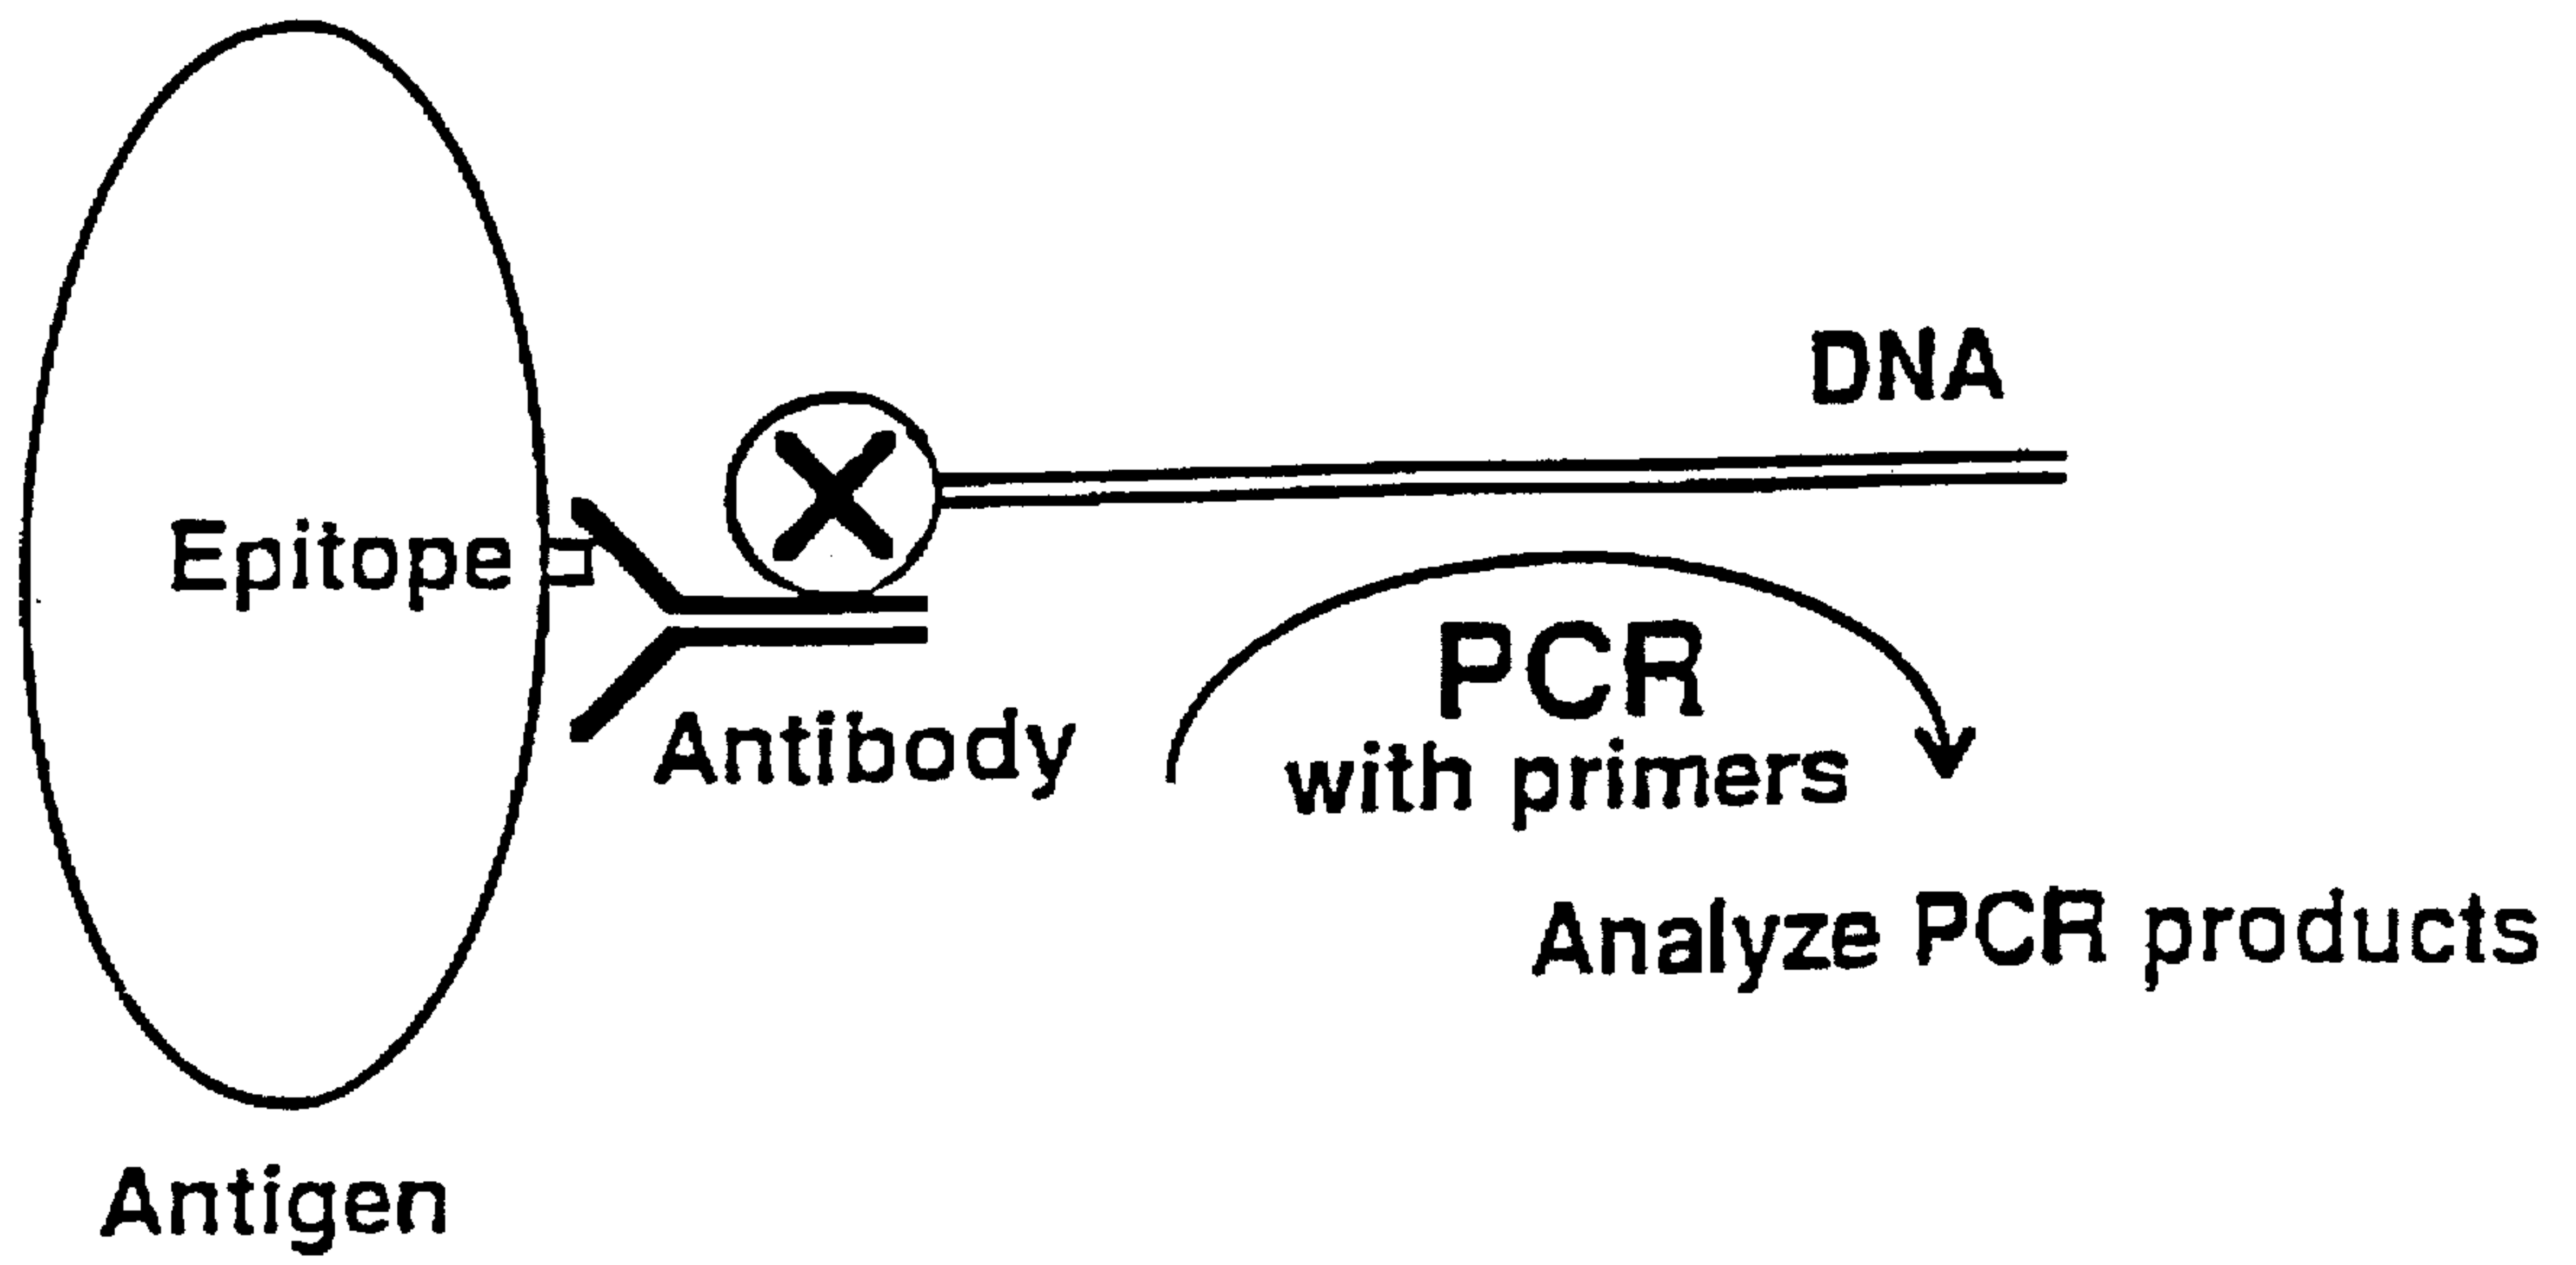 DNA
Epitope
PCR
with primers
Antibody
Analyze PCR products
Antigen